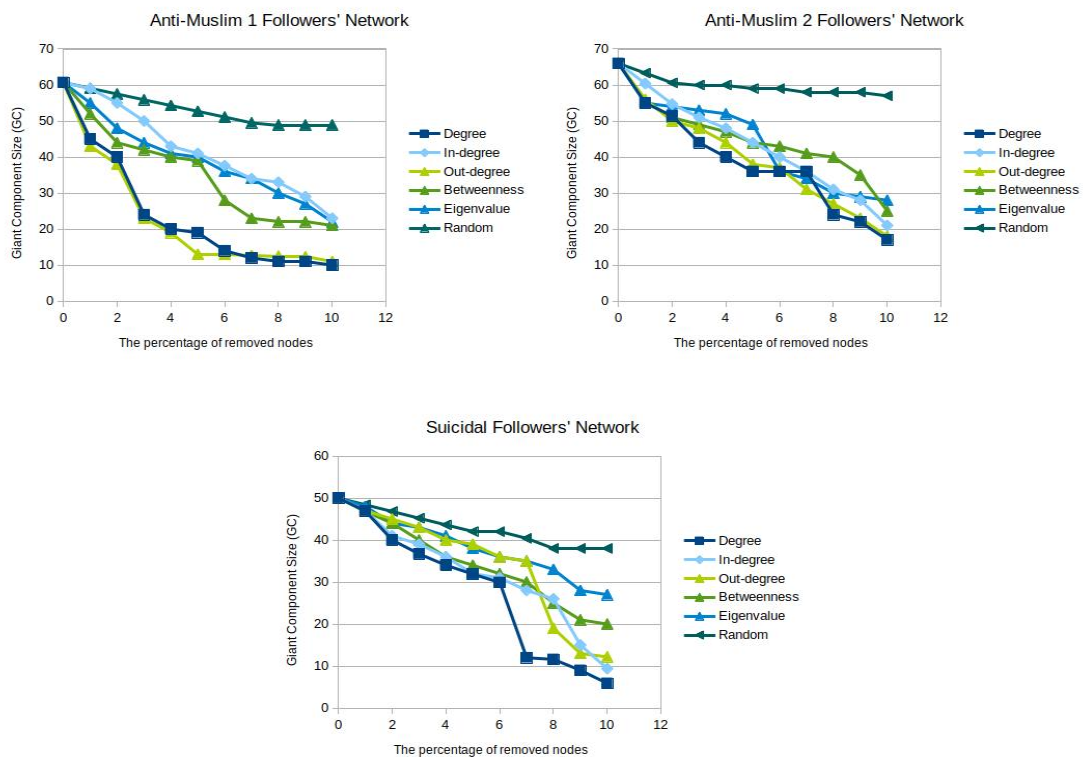 Anti-Muslim 1 Followers' Network
70
60
50
40
30
20
10
0
Giant Component Size (GC)
0 2 4 6 8 10 12
The percentage of removed nodes
Degree
In-degree
Out-degree
Betweenness
Eigenvalue
Random
Anti-Muslim 2 Followers' Network
70
60
50
40
30
20
10
0
Giant Component Size (GC)
0 2 4 6 8 10 12
The percentage of removed nodes
Degree
In-degree
Out-degree
Betweenness
Eigenvalue
Random
Suicidal Followers' Network
60
50
40
30
20
10
0
Giant Component Size (GC)
0 2 4 6 8 10 12
The percentage of removed nodes
Degree
In-degree
Out-degree
Betweenness
Eigenvalue
Random